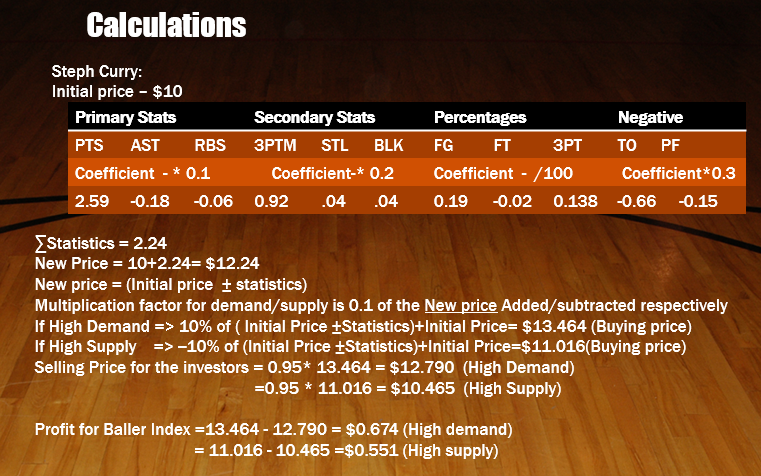 Calculations
Steph Curry:
Initial price – $10
Primary Stats Secondary Stats Percentages Negative
PTS AST RBS 3PTM STL BLK FG FT 3PT TO PF
Coefficient - * 0.1 Coefficient-* 0.2 Coefficient - /100 Coefficient*0.3
2.59 -0.18 -0.06 0.92 .04 .04 0.19 -0.02 0.138 -0.66 -0.15
∑Statistics = 2.24
New Price = 10+2.24= $12.24
New price = (Initial price ± statistics)
Multiplication factor for demand/supply is 0.1 of the New price Added/subtracted respectively
If High Demand => 10% of ( Initial Price ±Statistics)+Initial Price= $13.464 (Buying price)
If High Supply => –10% of (Initial Price ±Statistics)+Initial Price=$11.016(Buying price)
Selling Price for the investors = 0.95* 13.464 = $12.790 (High Demand)
=0.95 * 11.016 = $10.465 (High Supply)
Profit for Baller Index =13.464 - 12.790 = $0.674 (High demand)
= 11.016 - 10.465 =$0.551 (High supply)